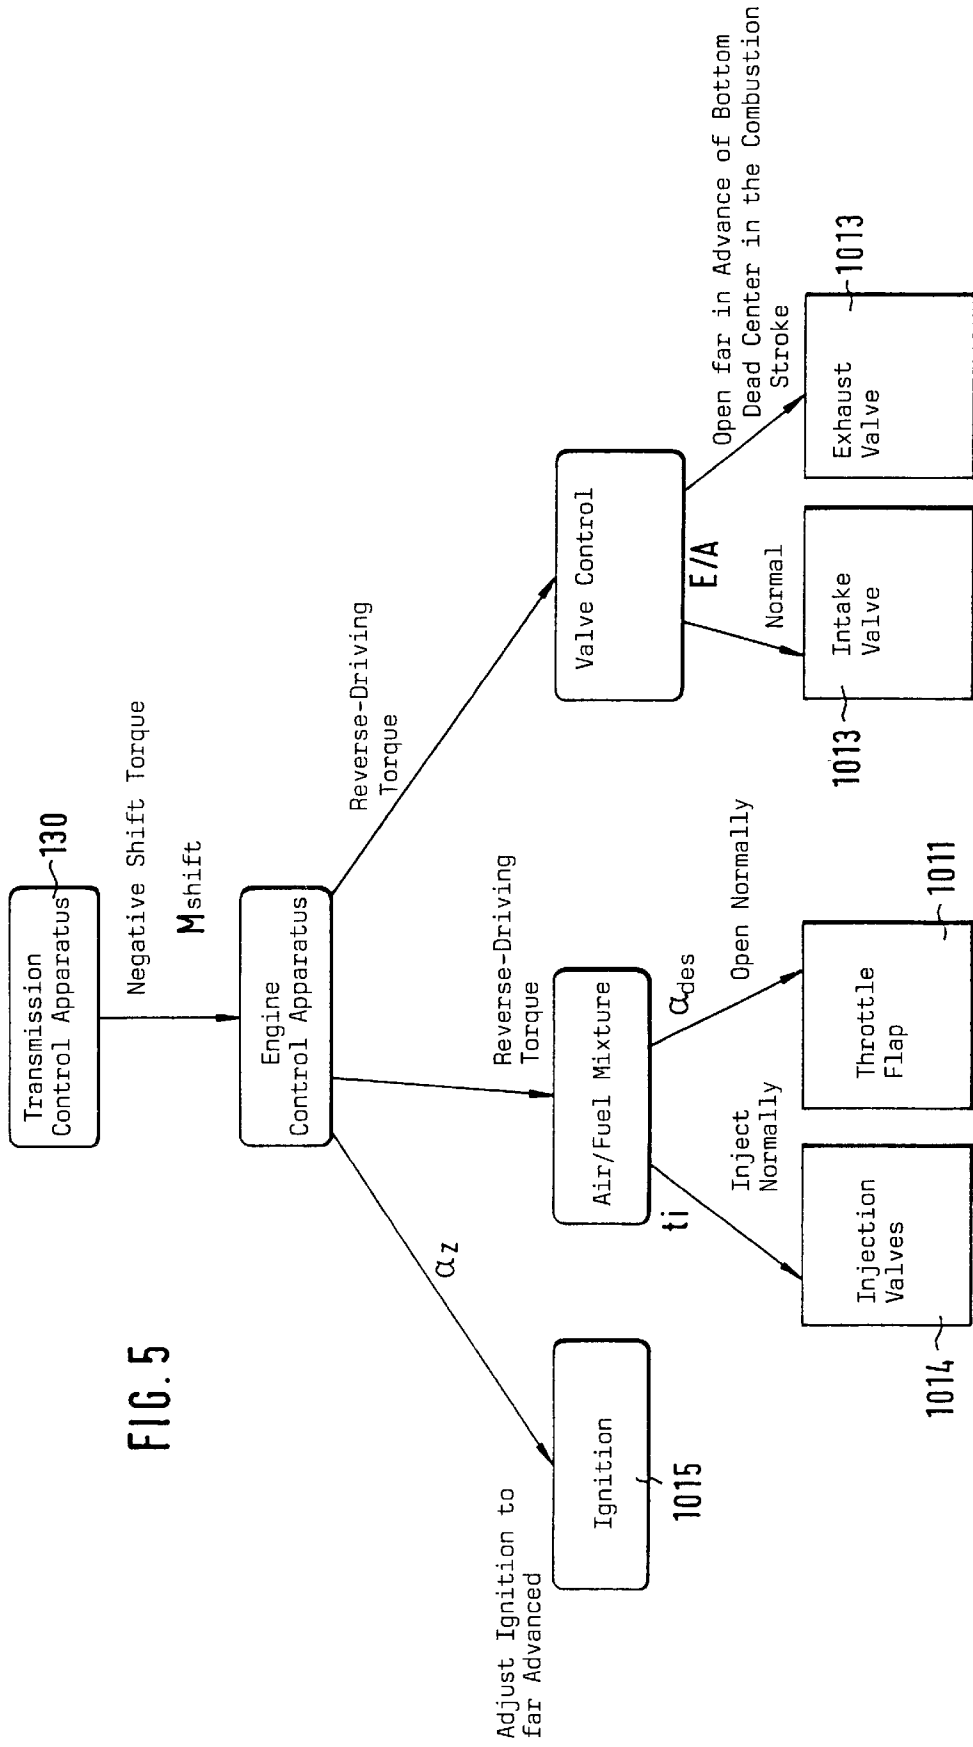 FIG. 5
Transmission
Control Apparatus
130
Negative Shift Torque
Mshift
Engine
Control Apparatus
αz
Reverse-Driving
Torque
Reverse-Driving
Torque
Adjust Ignition to
far Advanced
Ignition
1015
Air/Fuel Mixture
Valve Control
ti
Inject
Normally
αdes
Open Normally
E/A
Normal
Open far in Advance of Bottom
Dead Center in the Combustion
Stroke
Injection
Valves
1014
Throttle
Flap
1011
Intake
Valve
1013
Exhaust
Valve
1013